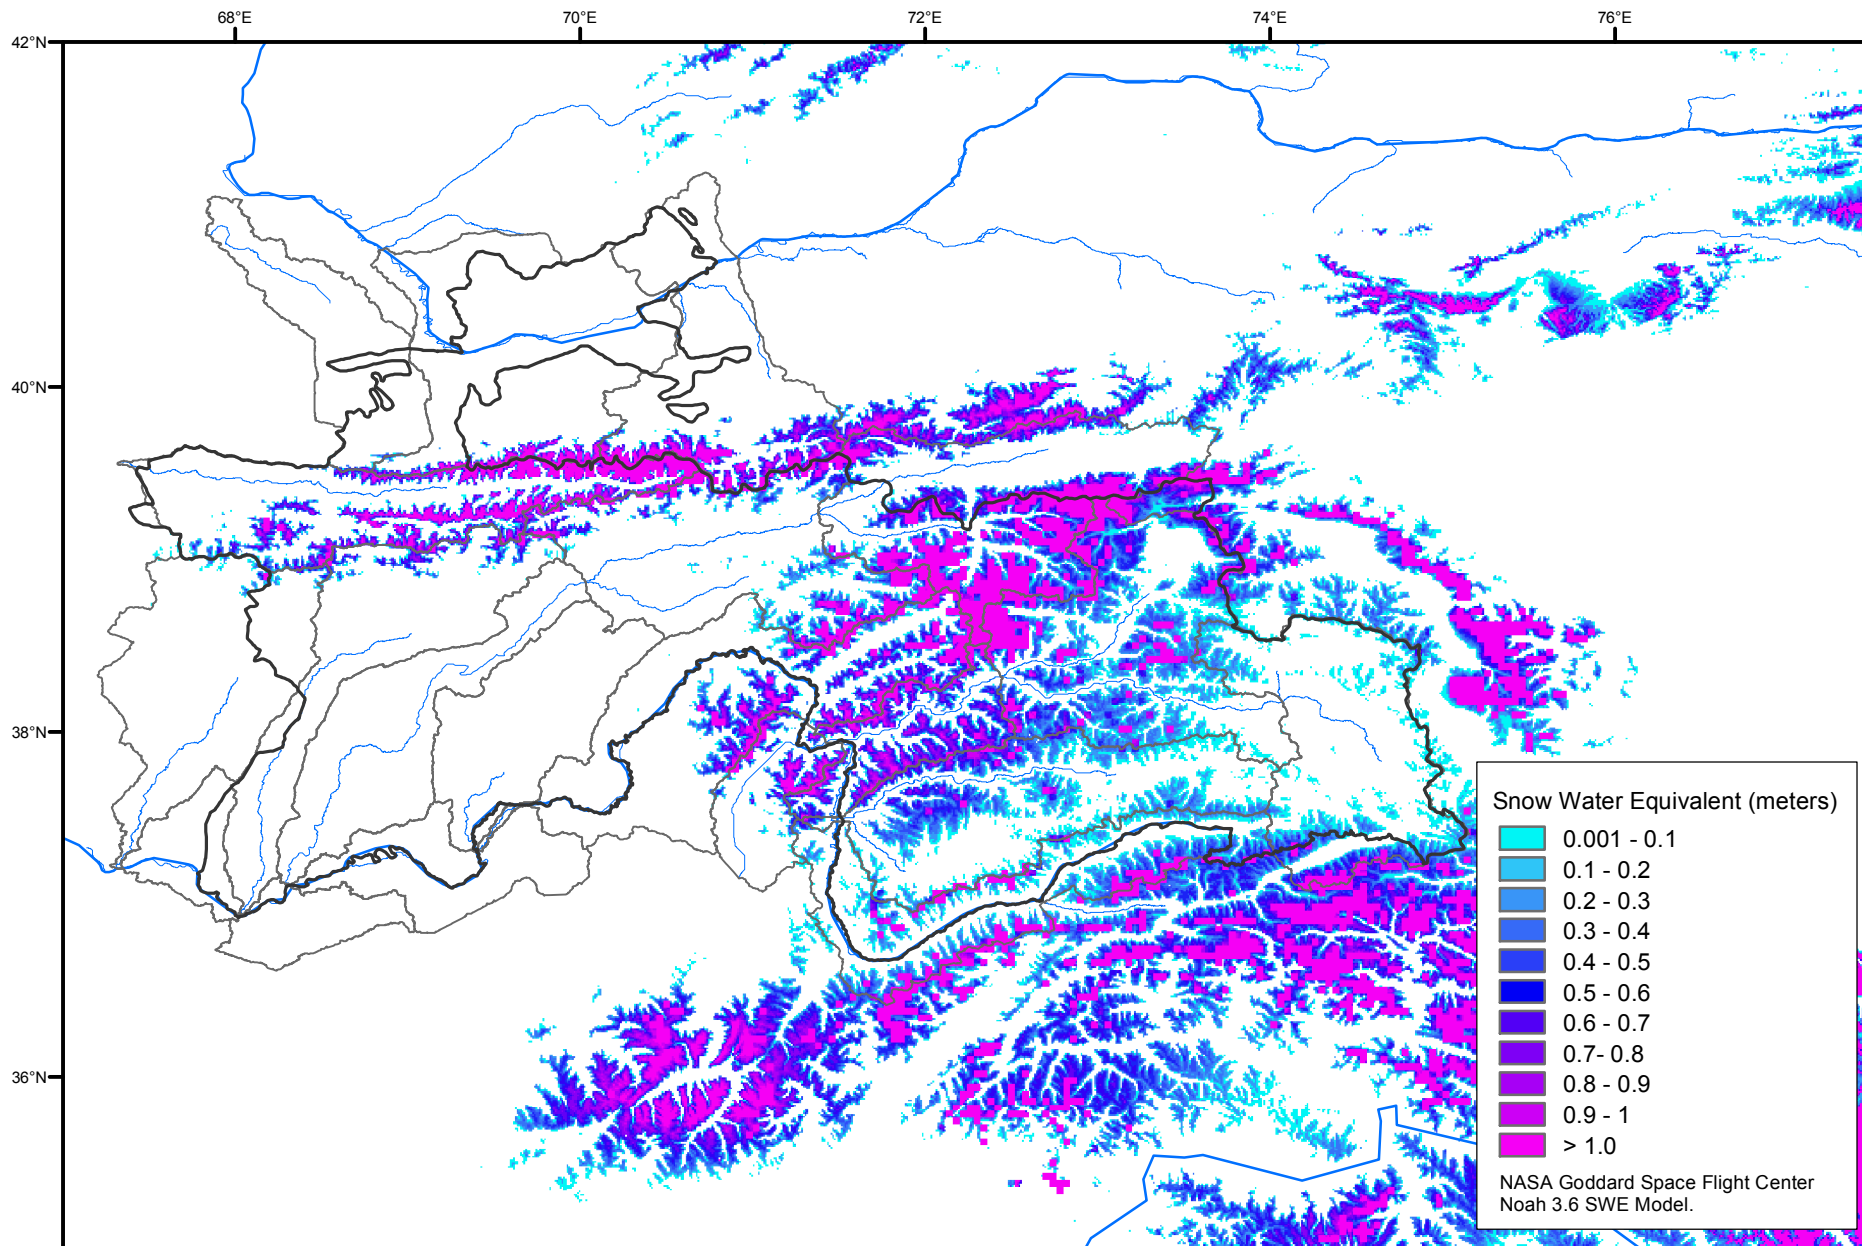 68°E 70°E 72°E 74°E 76°E
42°N
40°N
38°N
36°N
Snow Water Equivalent (meters)
0.001 - 0.1
0.1 - 0.2
0.2 - 0.3
0.3 - 0.4
0.4 - 0.5
0.5 - 0.6
0.6 - 0.7
0.7- 0.8
0.8 - 0.9
0.9 - 1
> 1.0
NASA Goddard Space Flight Center
Noah 3.6 SWE Model.